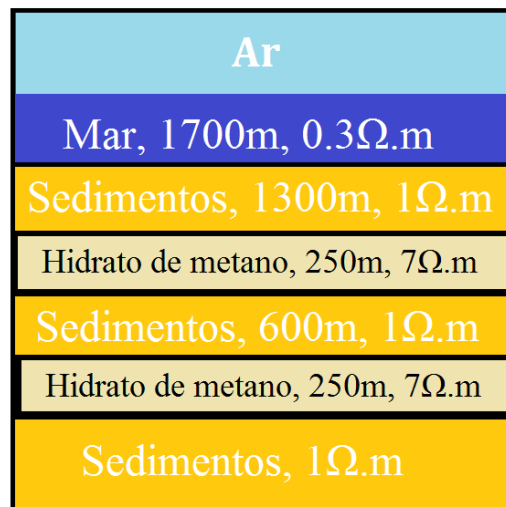 Ar
Mar, 1700m, 0.3Ω.m
Sedimentos, 1300m, 1Ω.m
Hidrato de metano, 250m, 7Ω.m
Sedimentos, 600m, 1Ω.m
Hidrato de metano, 250m, 7Ω.m
Sedimentos, 1Ω.m